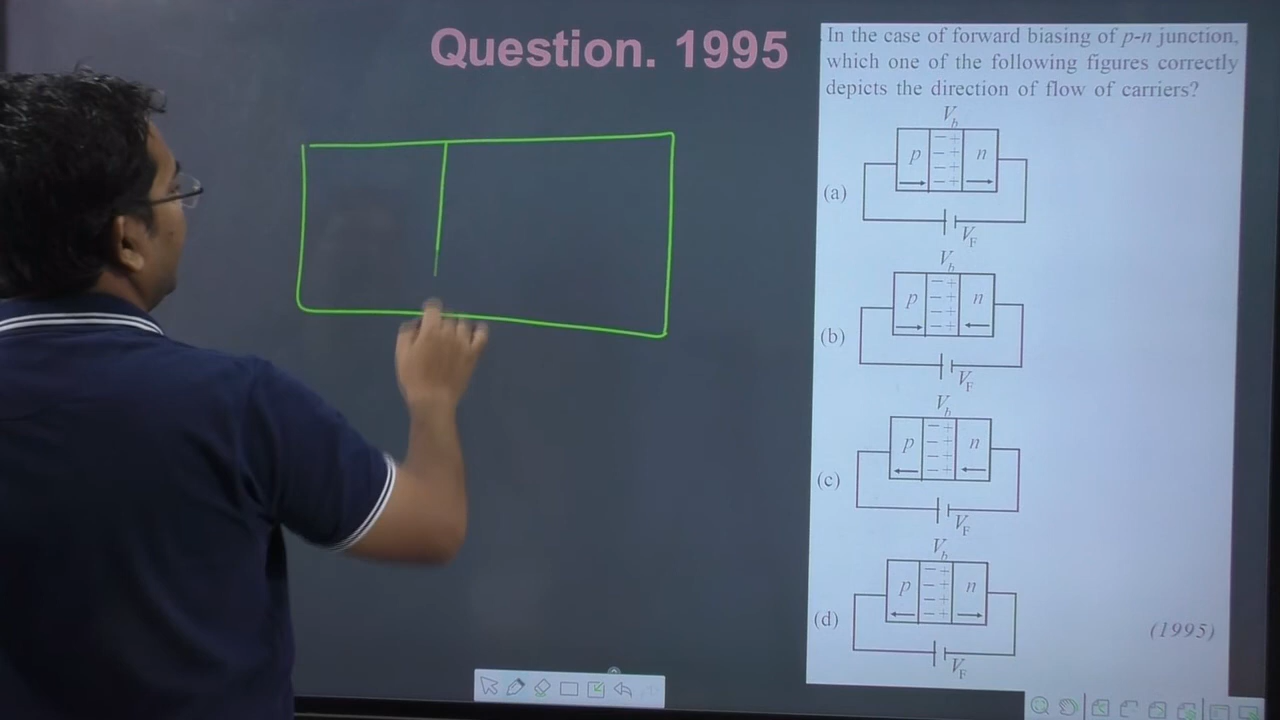 Question. 1995
In the case of forward biasing of p-n junction,
which one of the following figures correctly
depicts the direction of flow of carriers?
V_b
p − + n
− +
− +
− +
(a)
V_F
V_b
p − + n
− +
− +
− +
(b)
V_F
V_b
p − + n
− +
− +
− +
(c)
V_F
V_b
p − + n
− +
− +
− +
(d)
V_F
(1995)